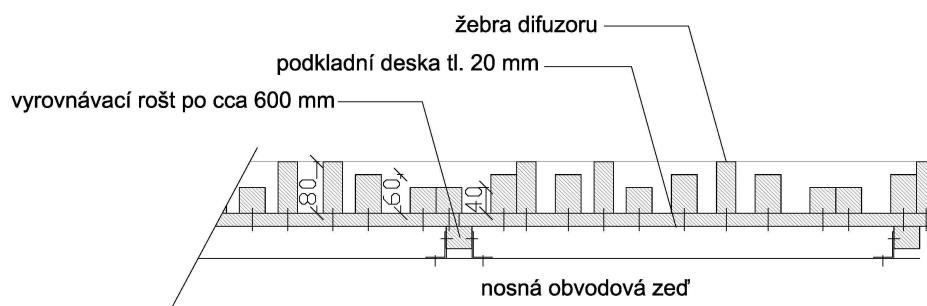 žebra difuzoru
podkladní deska tl. 20 mm
vyrovnávací rošt po cca 600 mm
80
60
40
nosná obvodová zeď